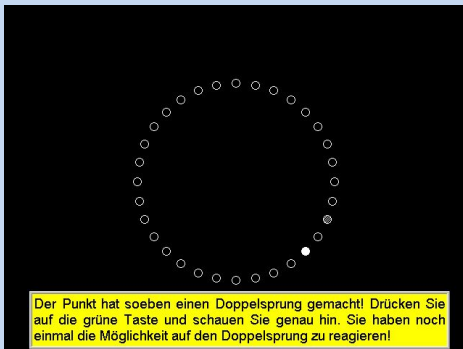 Der Punkt hat soeben einen Doppelsprung gemacht! Drücken Sie
auf die grüne Taste und schauen Sie genau hin. Sie haben noch
einmal die Möglichkeit auf den Doppelsprung zu reagieren!